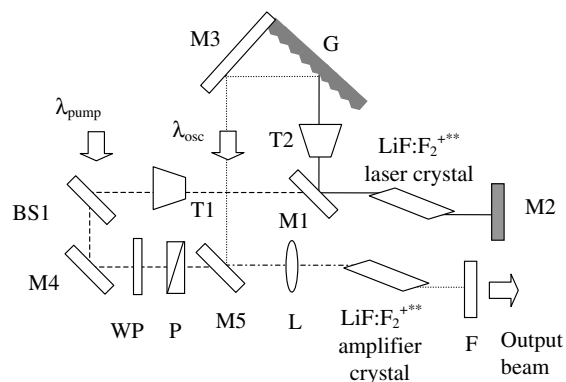 M3
G
λpump
λosc
T2
LiF:F₂⁺**
laser crystal
BS1
T1
M1
M2
M4
WP
P
M5
L
LiF:F₂⁺**
amplifier
crystal
F
Output
beam